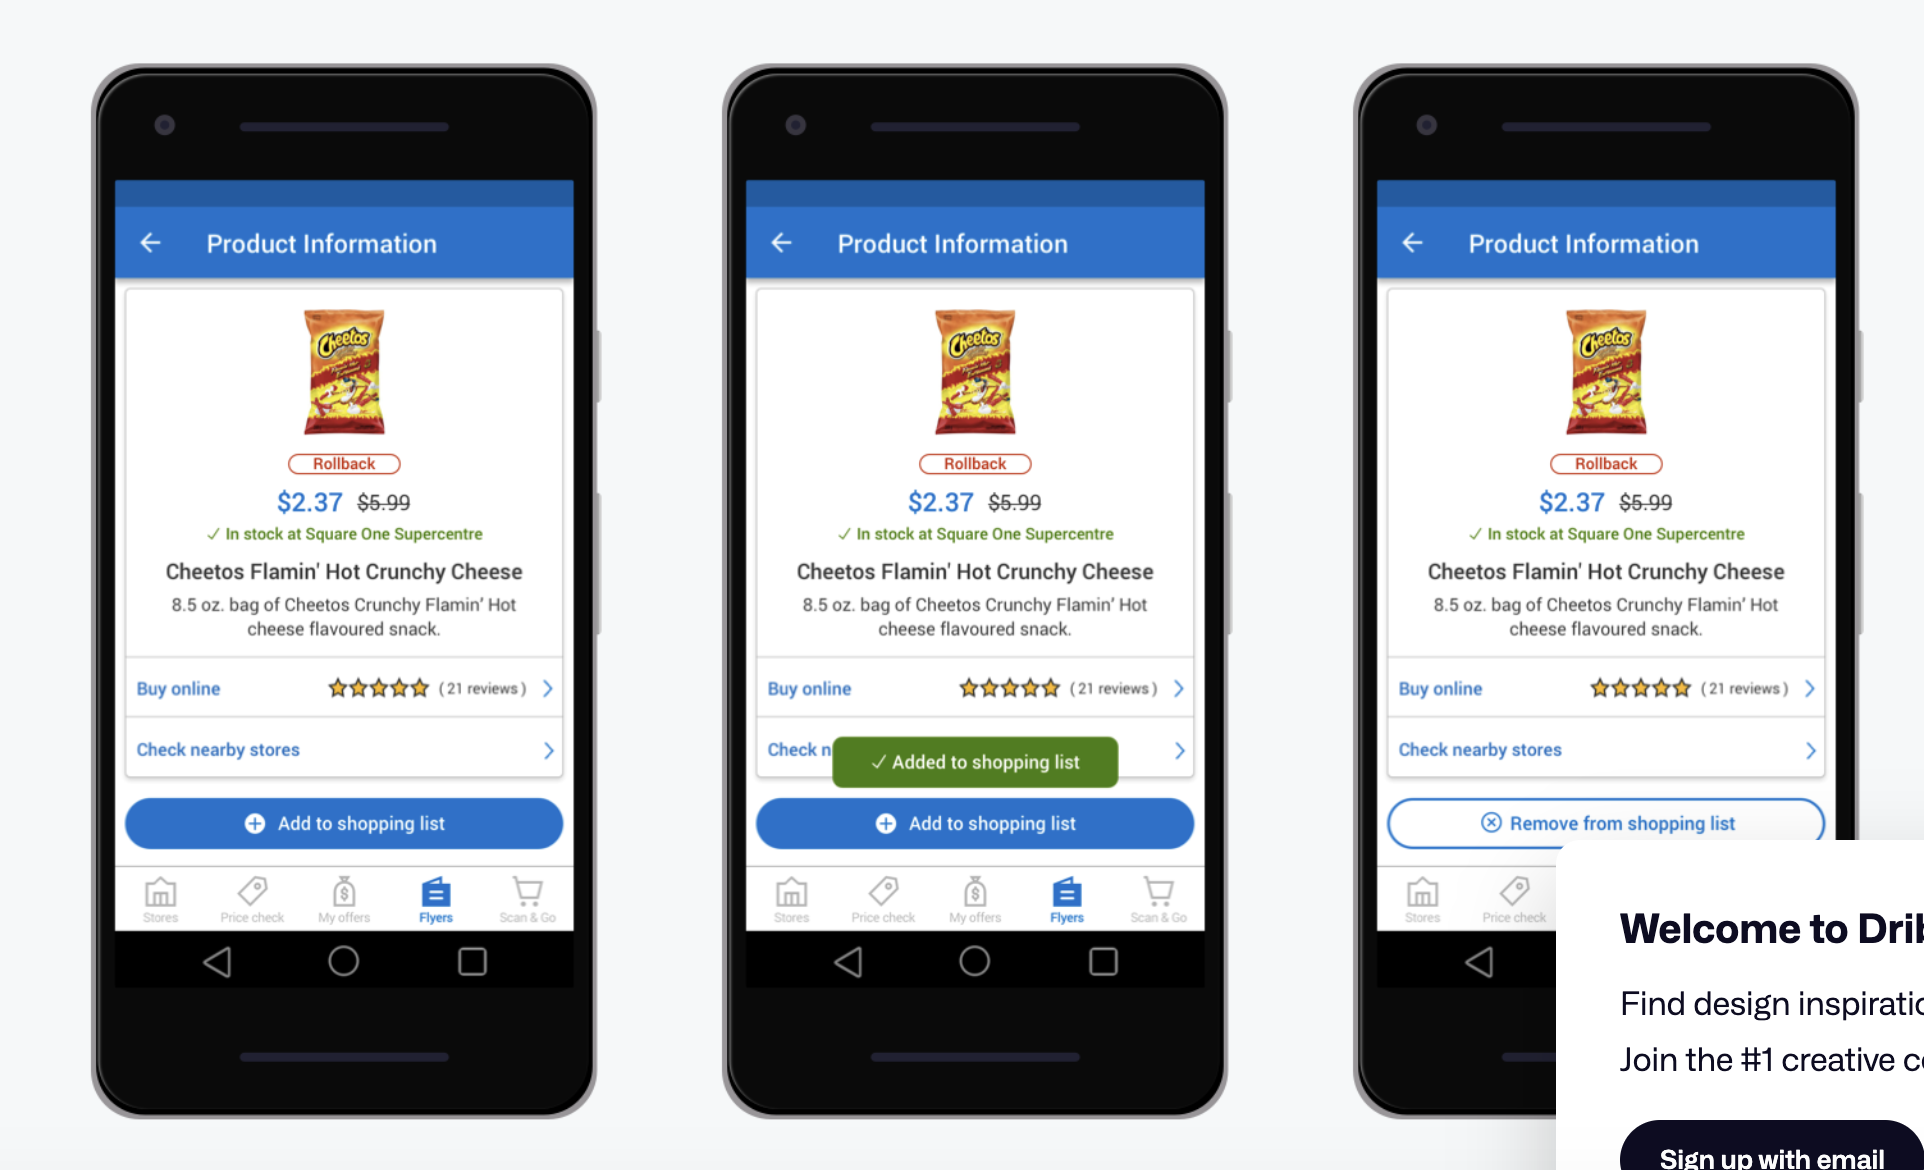 Product Information
Cheetos
Rollback
$2.37 $5.99
✓ In stock at Square One Supercentre
Cheetos Flamin' Hot Crunchy Cheese
8.5 oz. bag of Cheetos Crunchy Flamin' Hot
cheese flavoured snack.
Buy online (21 reviews)
Check nearby stores
Add to shopping list
Stores Price check My offers Flyers Scan & Go
Product Information
Cheetos
Rollback
$2.37 $5.99
✓ In stock at Square One Supercentre
Cheetos Flamin' Hot Crunchy Cheese
8.5 oz. bag of Cheetos Crunchy Flamin' Hot
cheese flavoured snack.
Buy online (21 reviews)
Check n
✓ Added to shopping list
Add to shopping list
Stores Price check My offers Flyers Scan & Go
Product Information
Cheetos
Rollback
$2.37 $5.99
✓ In stock at Square One Supercentre
Cheetos Flamin' Hot Crunchy Cheese
8.5 oz. bag of Cheetos Crunchy Flamin' Hot
cheese flavoured snack.
Buy online (21 reviews)
Check nearby stores
Remove from shopping list
Stores Price check
Welcome to Drib
Find design inspiratio
Join the #1 creative co
Sign up with email